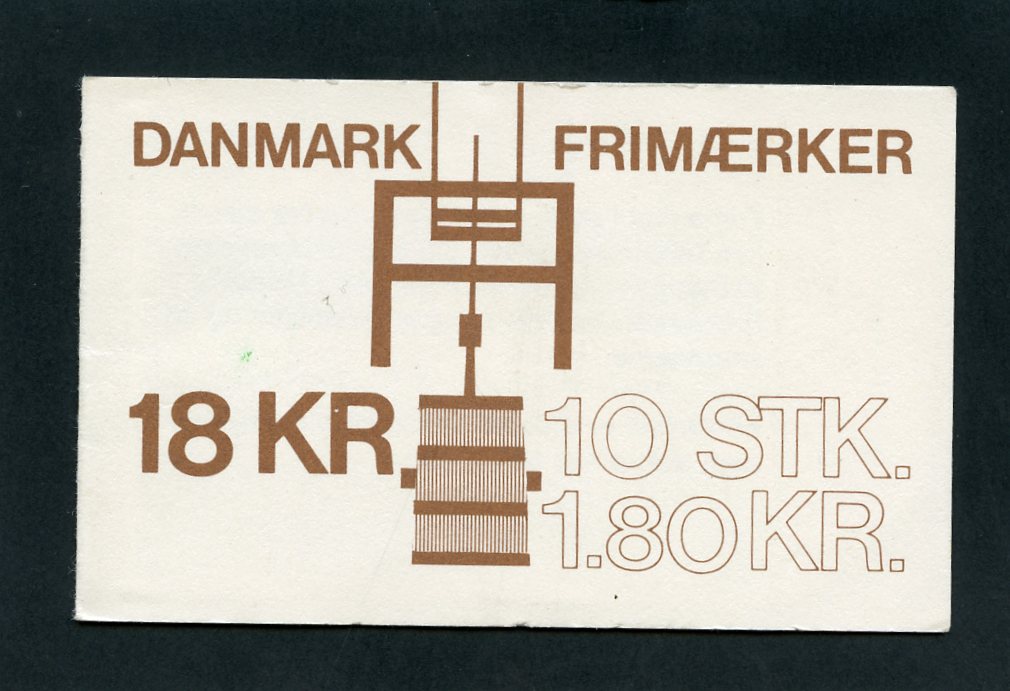 DANMARK FRIMÆRKER
18 KR
10 STK.
1.80 KR.